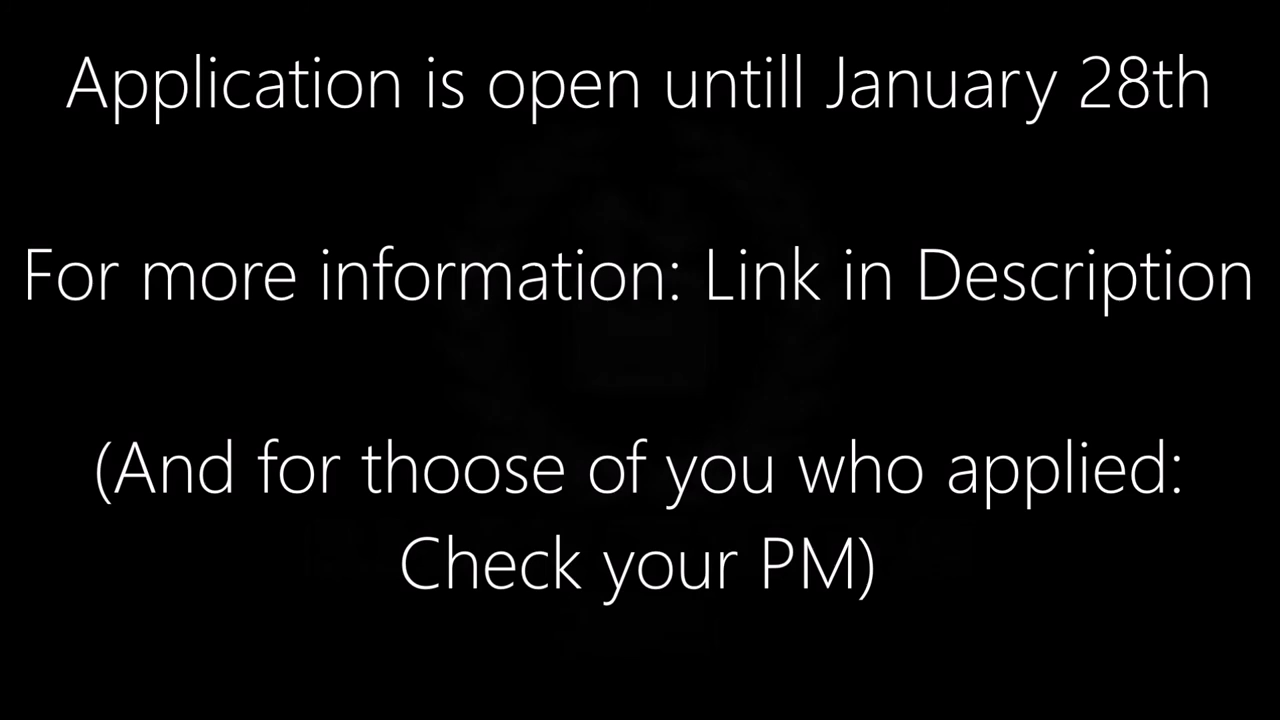 Application is open untill January 28th
For more information: Link in Description
(And for thoose of you who applied:
Check your PM)